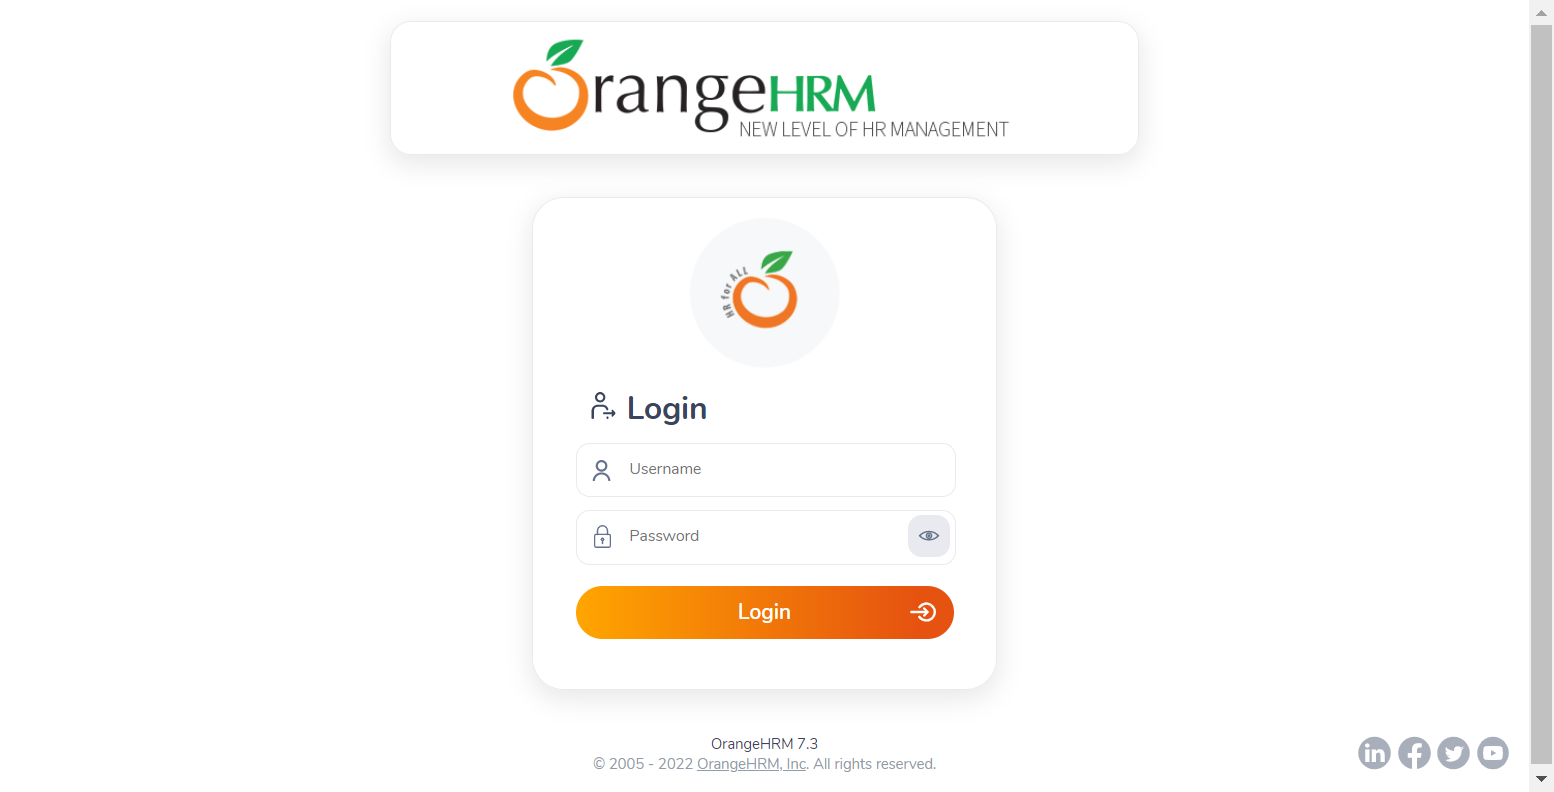 OrangeHRM
NEW LEVEL OF HR MANAGEMENT
HR for ALL
Login
Username
Password
Login
OrangeHRM 7.3
© 2005 - 2022 OrangeHRM, Inc. All rights reserved.